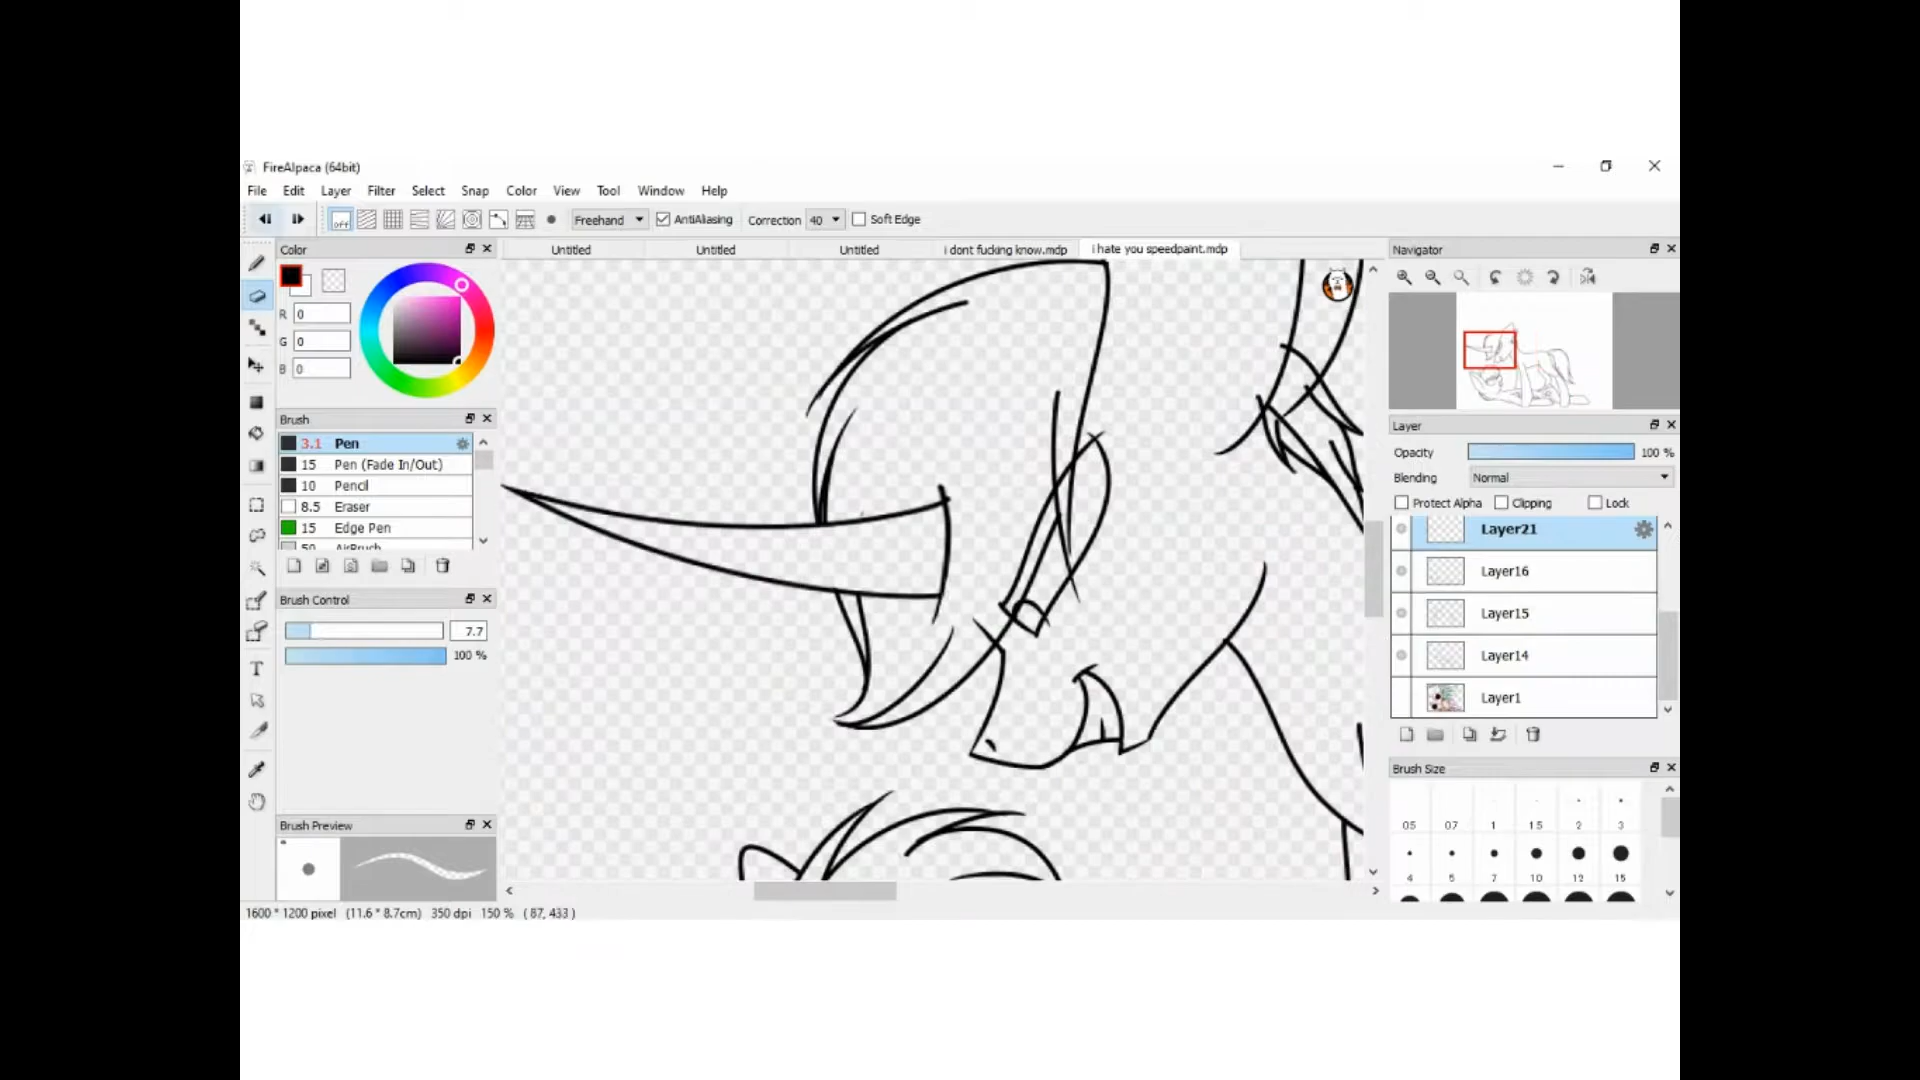 FireAlpaca (64bit)
File Edit Layer Filter Select Snap Color View Tool Window Help
off Freehand AntiAliasing Correction 40 Soft Edge
Color
Untitled Untitled Untitled i dont fucking know.mdp i hate you speedpaint.mdp
Navigator
R 0
G 0
B 0
Brush
3.1 Pen
15 Pen (Fade In/Out)
10 Pencil
8.5 Eraser
15 Edge Pen
50 AirBrush
Brush Control
7.7
100 %
Brush Preview
Layer
Opacity 100 %
Blending Normal
Protect Alpha Clipping Lock
Layer21
Layer16
Layer15
Layer14
Layer1
Brush Size
05 07 1 1.5 2 3
4 5 7 10 12 15
1600 * 1200 pixel (11.6 * 8.7cm) 350 dpi 150 % ( 87, 433 )